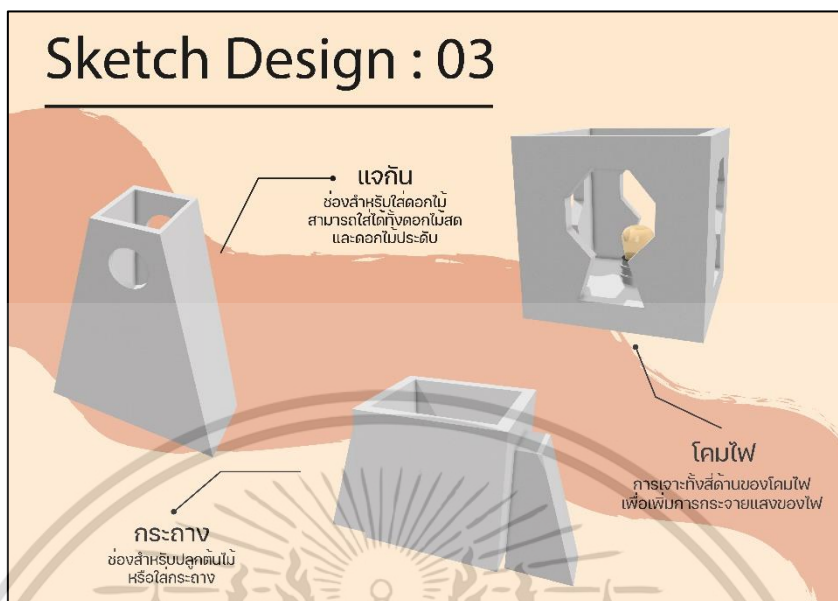 Sketch Design : 03
แจกัน
ช่องสำหรับใส่ดอกไม้
สามารถใส่ได้ทั้งดอกไม้สด
และดอกไม้ประดับ
โคมไฟ
การเจาะทั้งสี่ด้านของโคมไฟ
เพื่อเพิ่มการกระจายแสงของไฟ
กระถาง
ช่องสำหรับปลูกต้นไม้
หรือใส่กระถาง